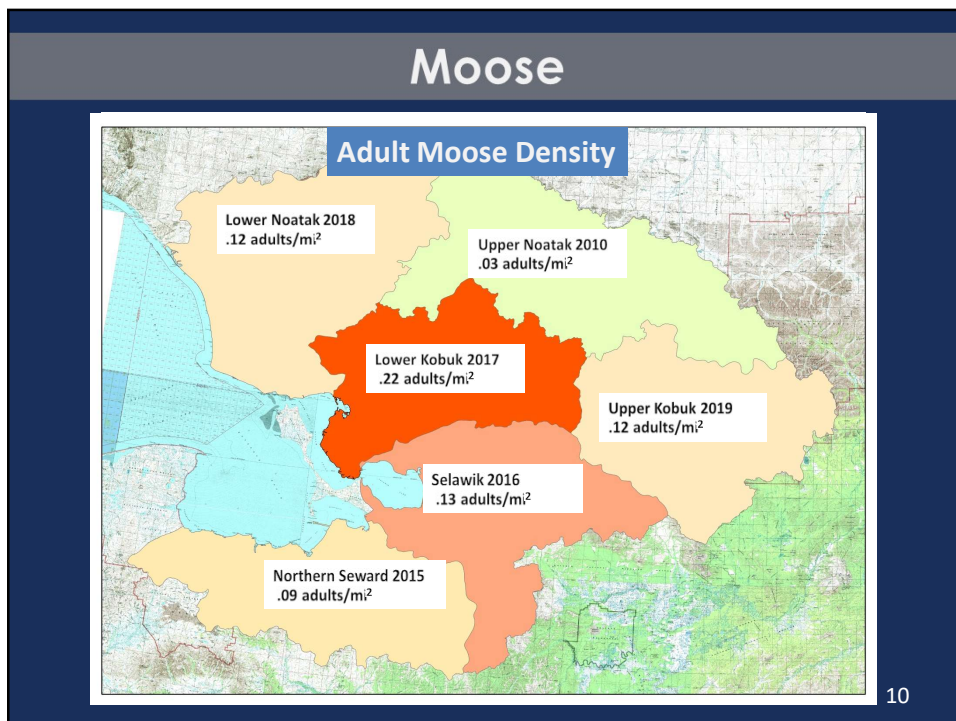 Moose
Adult Moose Density
Lower Noatak 2018
.12 adults/mi²
Upper Noatak 2010
.03 adults/mi²
Lower Kobuk 2017
.22 adults/mi²
Upper Kobuk 2019
.12 adults/mi²
Selawik 2016
.13 adults/mi²
Northern Seward 2015
.09 adults/mi²
10